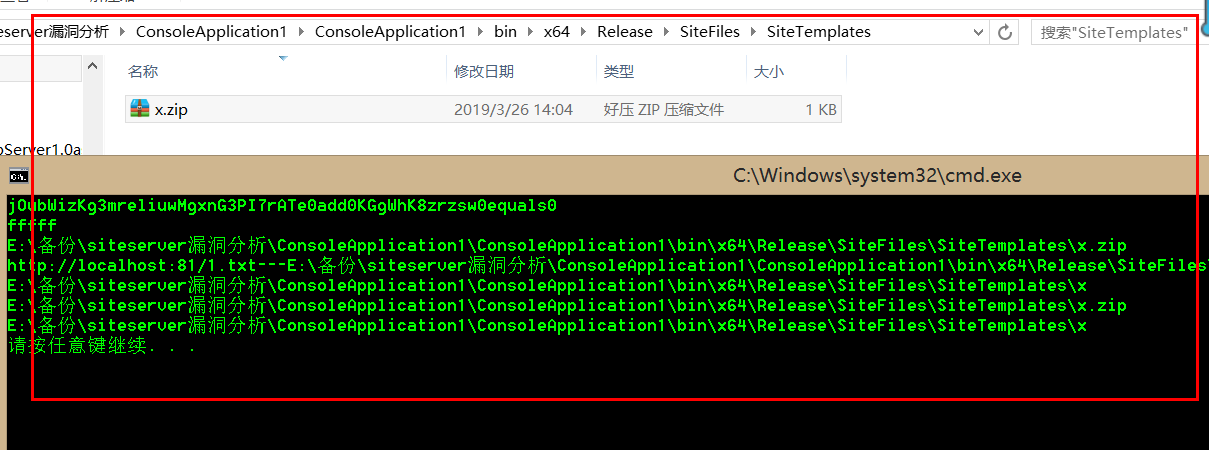 eserver漏洞分析 ▸ ConsoleApplication1 ▸ ConsoleApplication1 ▸ bin ▸ x64 ▸ Release ▸ SiteFiles ▸ SiteTemplates
搜索"SiteTemplates"
名称 修改日期 类型 大小
x.zip 2019/3/26 14:04 好压 ZIP 压缩文件 1 KB
Server1.0a
C:\Windows\system32\cmd.exe
jOubWizKg3mreliuwMgxnG3PI7rATe0add0KGgWhK8zrzsw0equals0
fffff
E:\备份\siteserver漏洞分析\ConsoleApplication1\ConsoleApplication1\bin\x64\Release\SiteFiles\SiteTemplates\x.zip
http://localhost:81/1.txt---E:\备份\siteserver漏洞分析\ConsoleApplication1\ConsoleApplication1\bin\x64\Release\SiteFiles\
E:\备份\siteserver漏洞分析\ConsoleApplication1\ConsoleApplication1\bin\x64\Release\SiteFiles\SiteTemplates\x
E:\备份\siteserver漏洞分析\ConsoleApplication1\ConsoleApplication1\bin\x64\Release\SiteFiles\SiteTemplates\x.zip
E:\备份\siteserver漏洞分析\ConsoleApplication1\ConsoleApplication1\bin\x64\Release\SiteFiles\SiteTemplates\x
请按任意键继续. . .